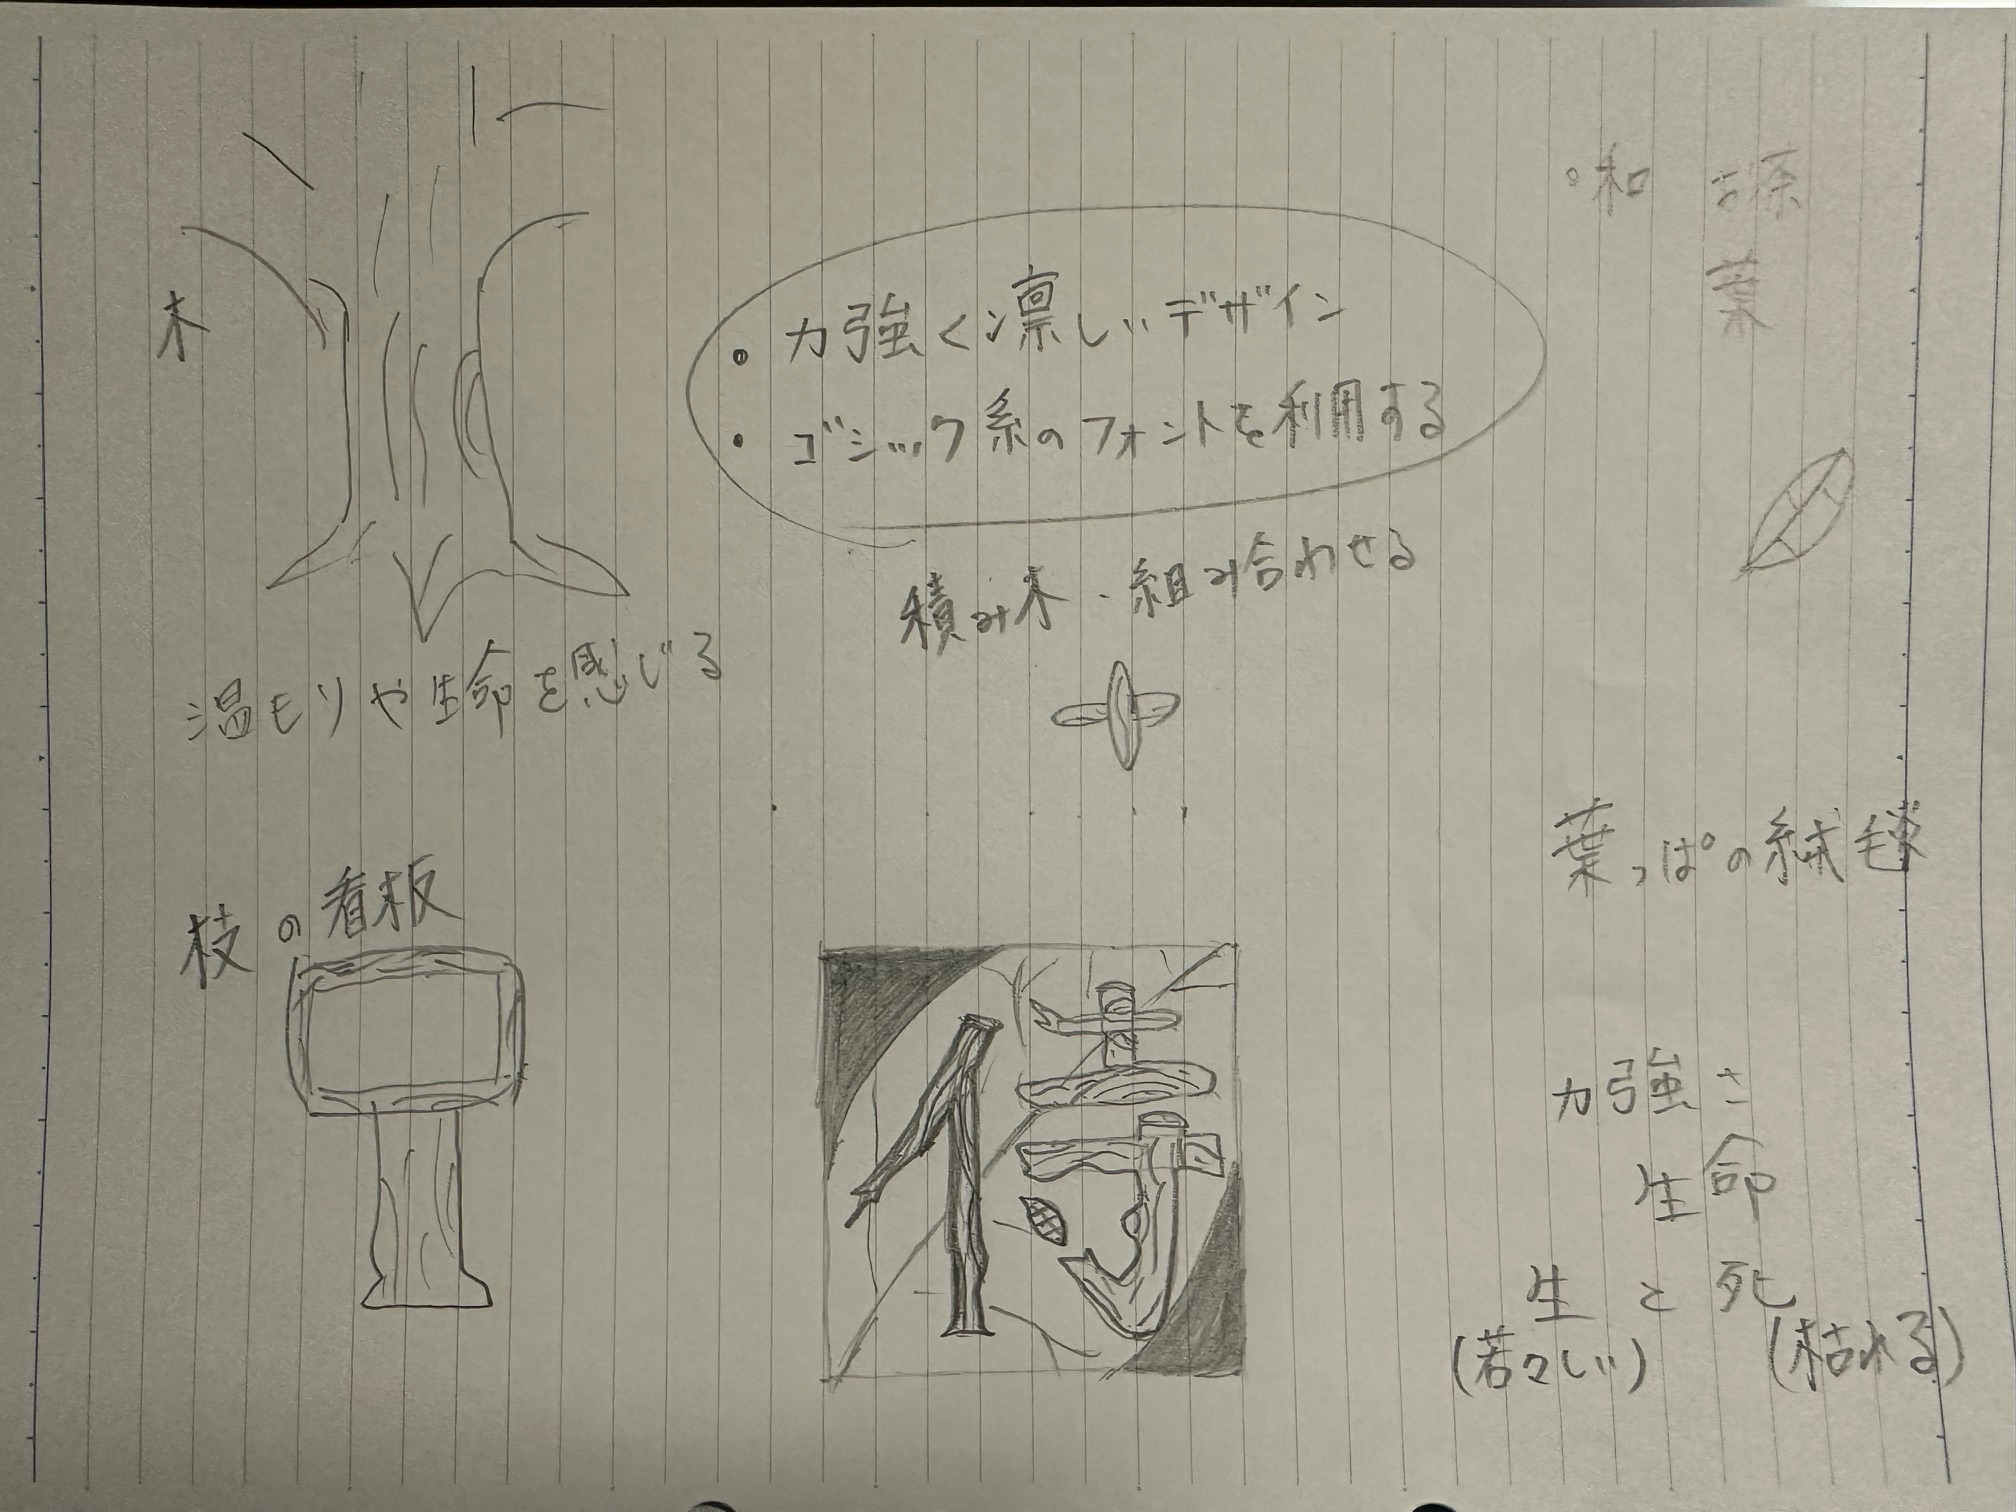 木
・力強く凛しいデザイン
・ゴシック系のフォントを利用する
積み木・組み合わせる
温もりや生命を感じる
枝の看板
侍
。和
葉
葉っぱの絨毯
力強さ
生命
生と死
(若々しい) (枯れる)